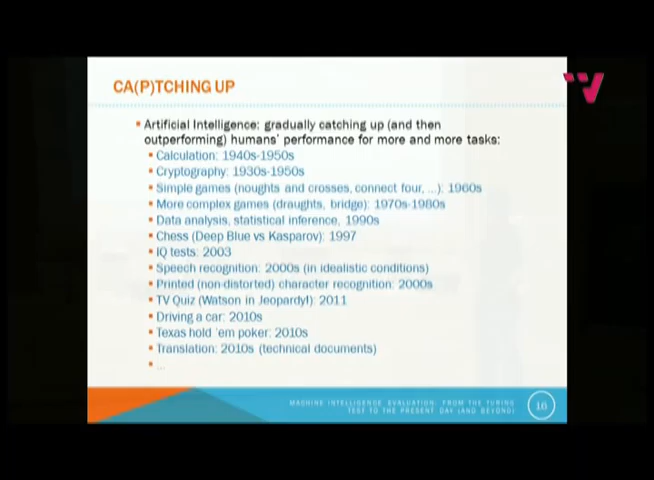 CA(P)TCHING UP
Artificial Intelligence: gradually catching up (and then
outperforming) humans' performance for more and more tasks:
Calculation: 1940s-1950s
Cryptography: 1930s-1950s
Simple games (noughts and crosses, connect four, ...): 1960s
More complex games (draughts, bridge): 1970s-1980s
Data analysis, statistical inference, 1990s
Chess (Deep Blue vs Kasparov): 1997
IQ tests: 2003
Speech recognition: 2000s (in idealistic conditions)
Printed (non-distorted) character recognition: 2000s
TV Quiz (Watson in Jeopardy!): 2011
Driving a car: 2010s
Texas hold 'em poker: 2010s
Translation: 2010s (technical documents)
...
MACHINE INTELLIGENCE EVALUATION: FROM THE TURING
TEST TO THE PRESENT DAY (AND BEYOND)
16